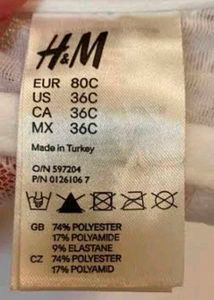 H&M
EUR 80C
US 36C
CA 36C
MX 36C
Made in Turkey
O/N 597204
P/N 0126106 7
GB 74% POLYESTER
17% POLYAMIDE
9% ELASTANE
CZ 74% POLYESTER
17% POLYAMID